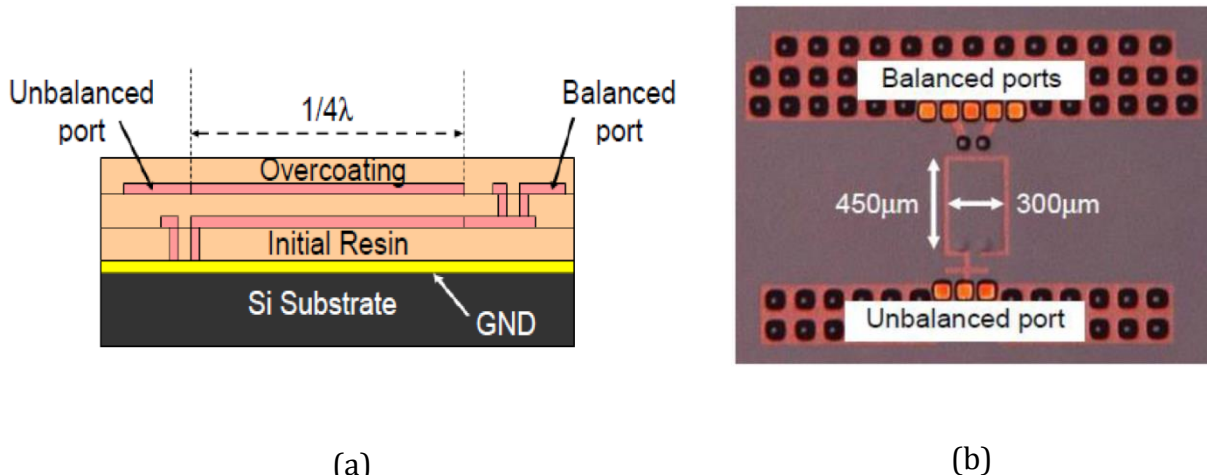 Unbalanced
port
1/4λ
Balanced
port
Overcoating
Initial Resin
Si Substrate
GND
(a)
Balanced ports
450μm
300μm
Unbalanced port
(b)